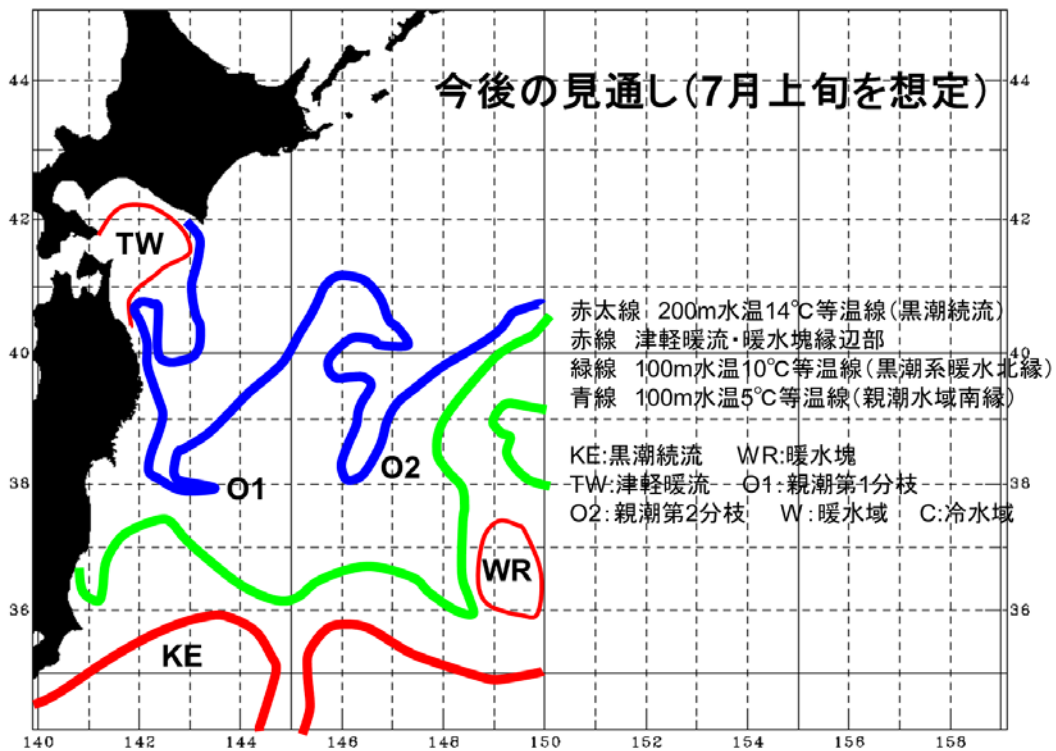 今後の見通し(7月上旬を想定)
44
44
42
42
TW
赤太線 200m水温14℃等温線(黒潮続流)
赤線 津軽暖流・暖水塊縁辺部
40
40
緑線 100m水温10℃等温線(黒潮系暖水北縁)
青線 100m水温5℃等温線(親潮水域南縁)
KE:黒潮続流 WR:暖水塊
O1
O2
38
38
TW:津軽暖流 O1:親潮第1分枝
O2:親潮第2分枝 W:暖水域 C:冷水域
WR
36
36
KE
140 142 144 146 148 150 152 154 156 158